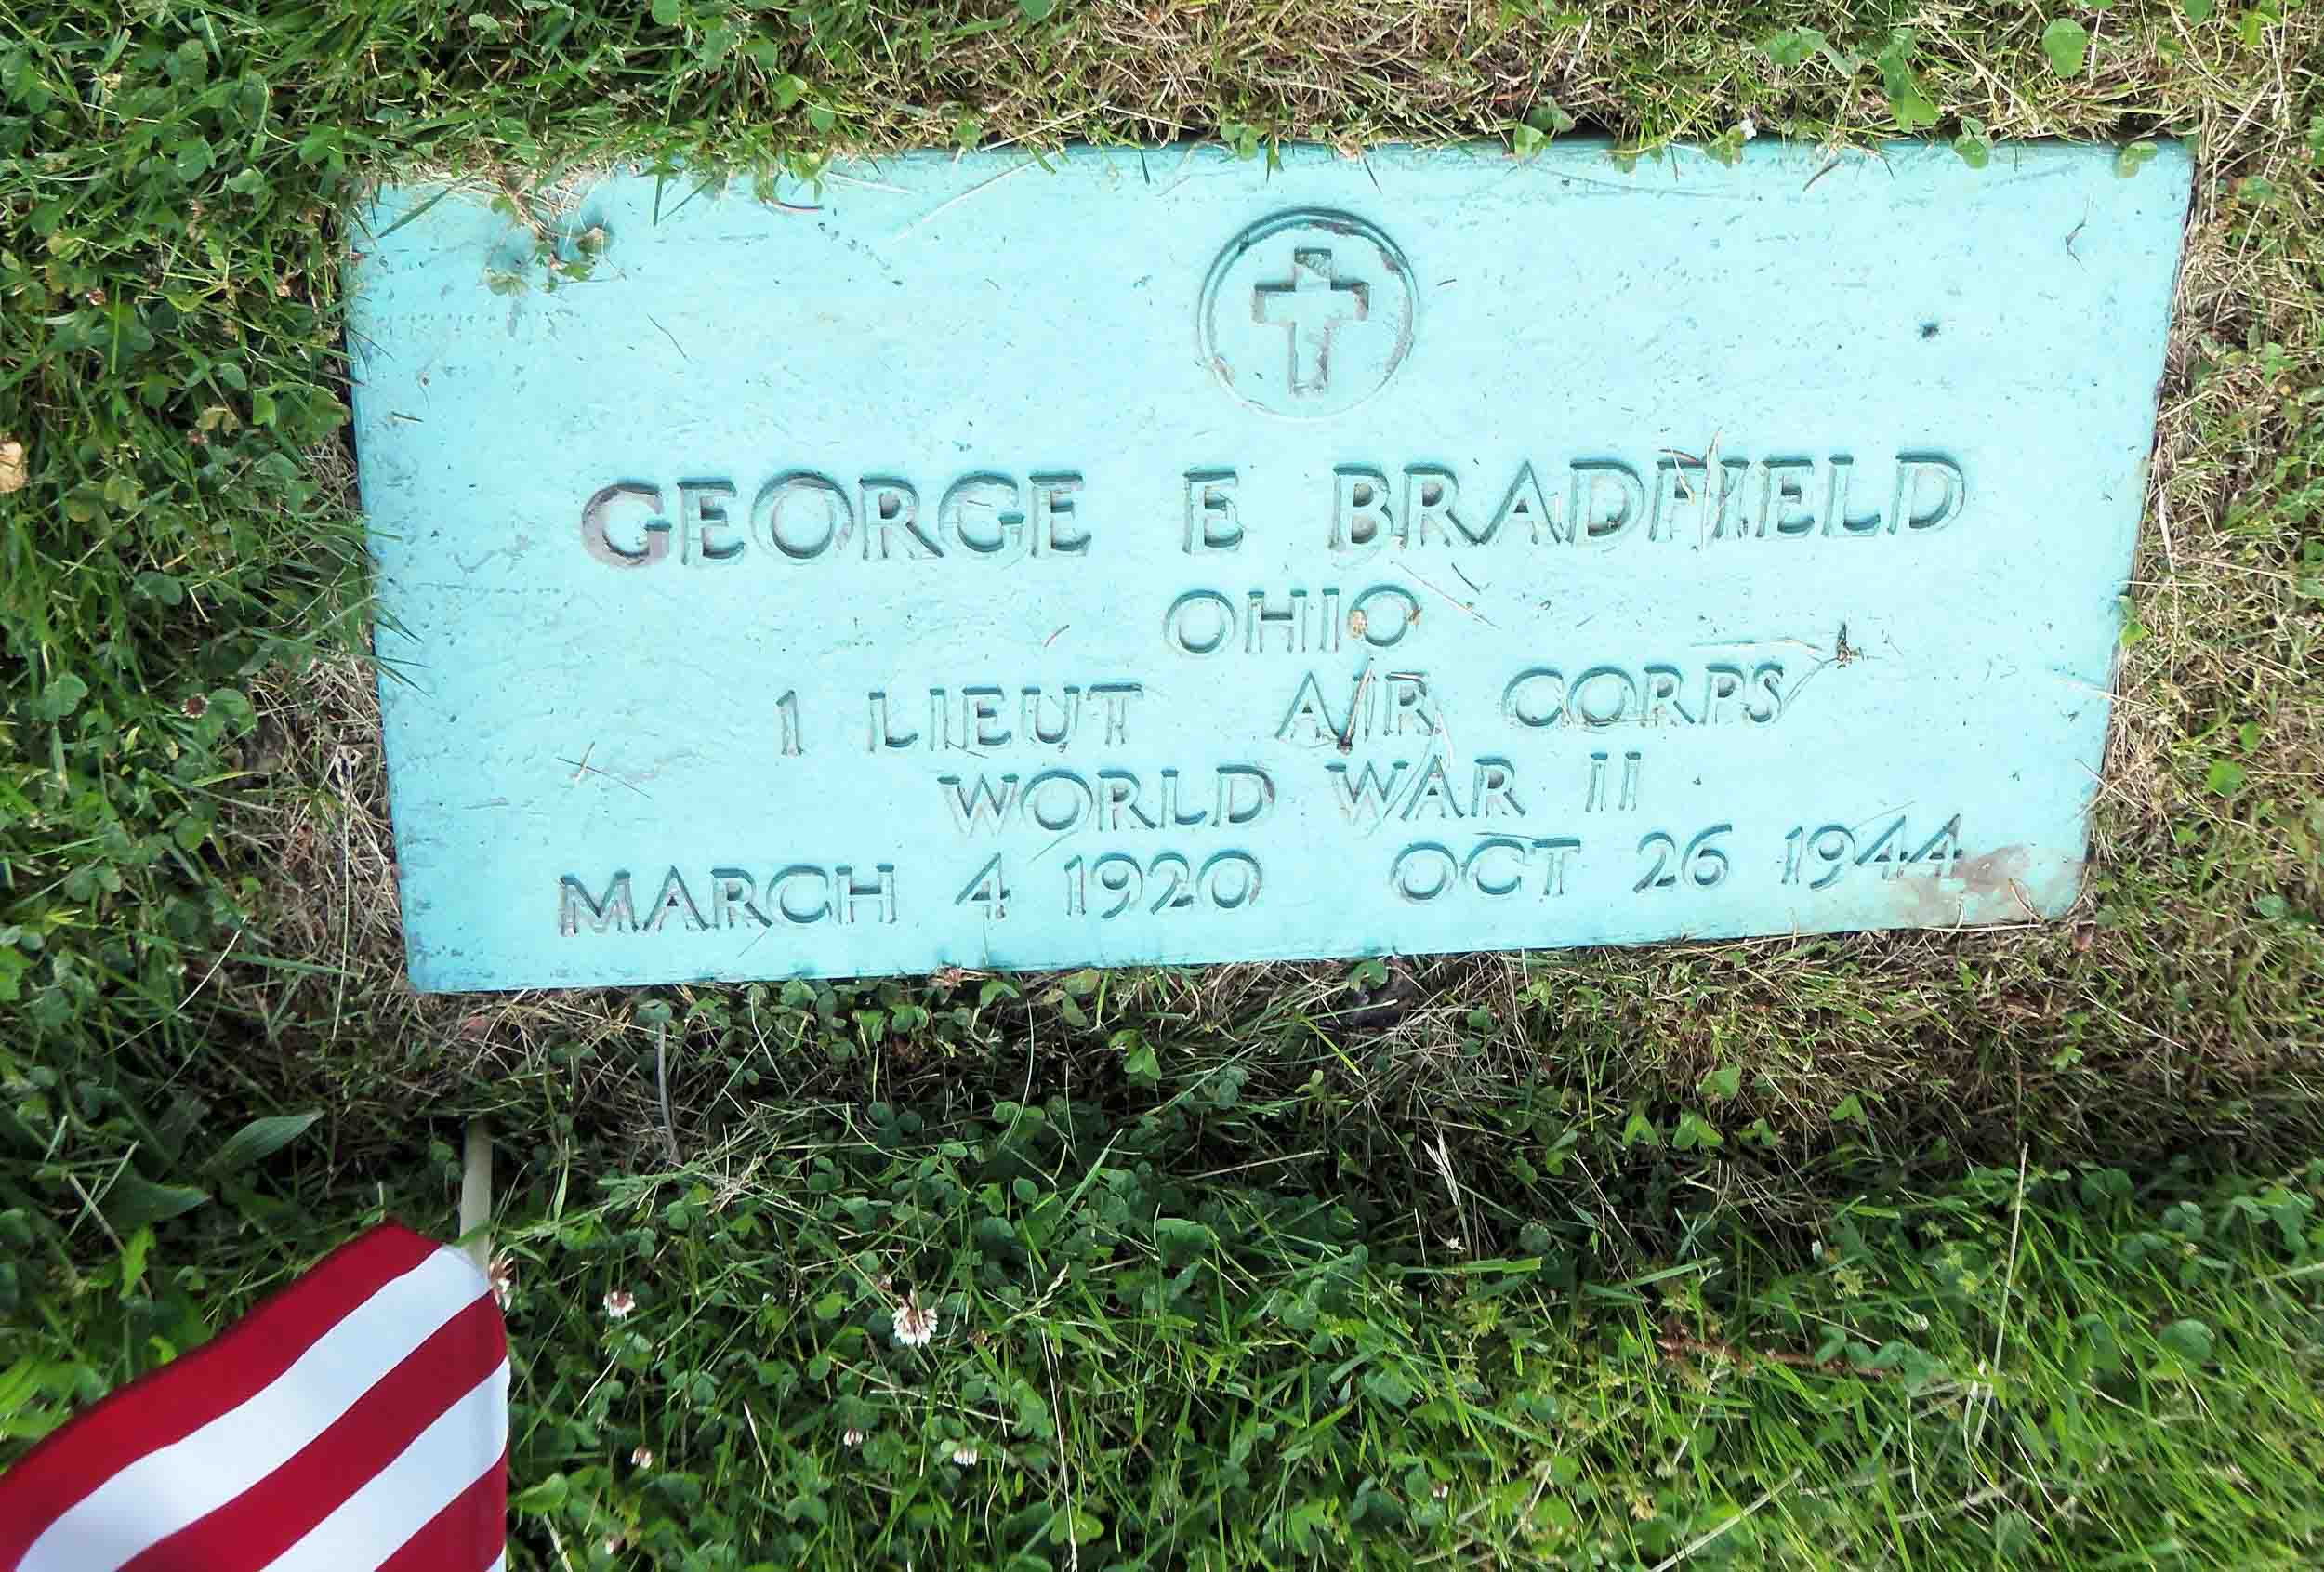 GEORGE E BRADFIELD
OHIO
1 LIEUT AIR CORPS
WORLD WAR II
MARCH 4 1920 OCT 26 1944